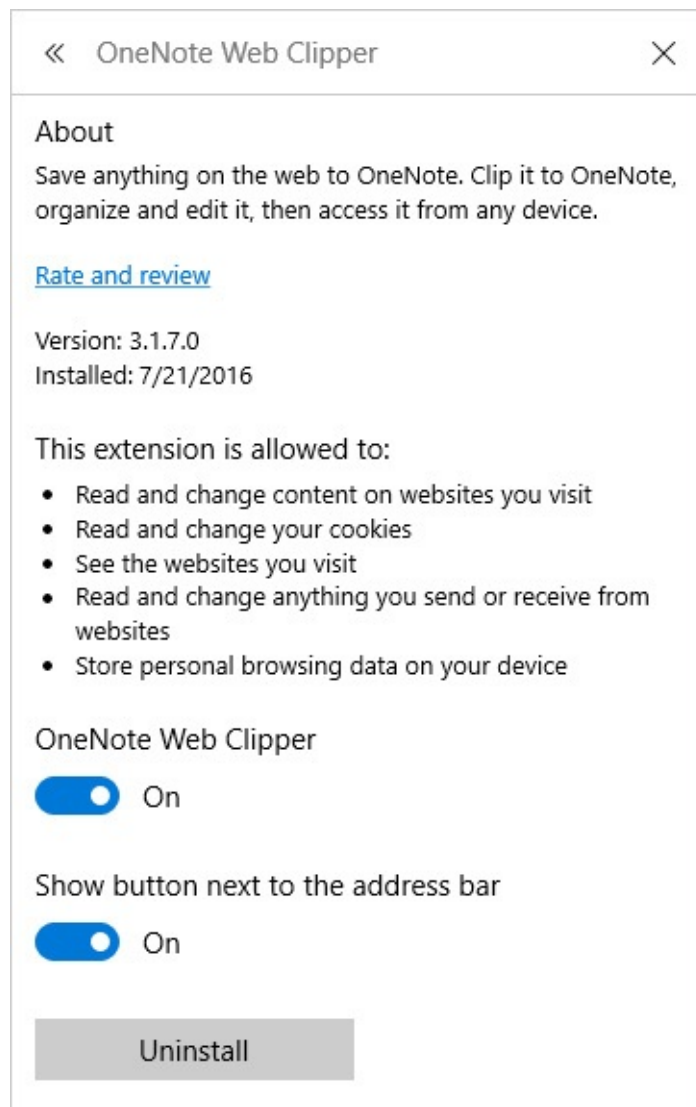 « OneNote Web Clipper
About
Save anything on the web to OneNote. Clip it to OneNote,
organize and edit it, then access it from any device.
Rate and review
Version: 3.1.7.0
Installed: 7/21/2016
This extension is allowed to:
• Read and change content on websites you visit
• Read and change your cookies
• See the websites you visit
• Read and change anything you send or receive from
websites
• Store personal browsing data on your device
OneNote Web Clipper
On
Show button next to the address bar
On
Uninstall